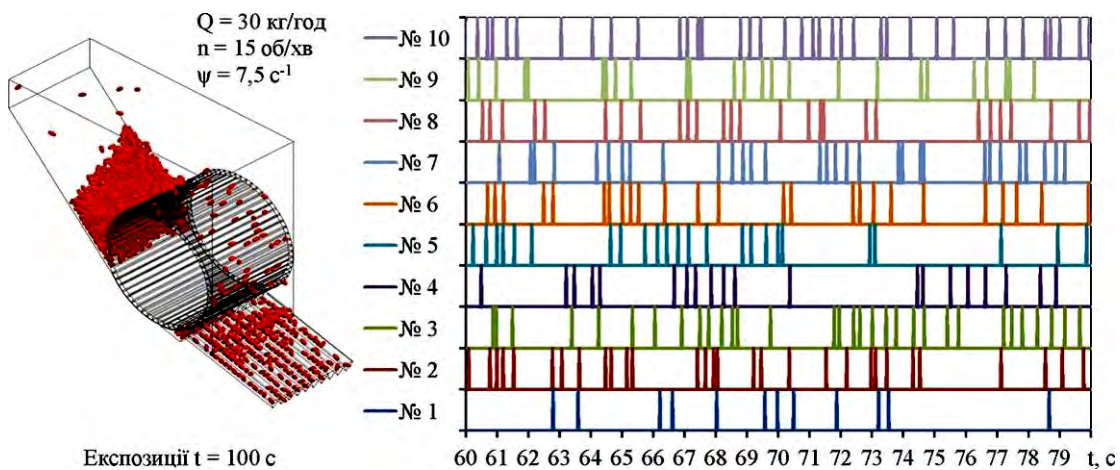 Q = 30 кг/год
n = 15 об/хв
ψ = 7,5 с⁻¹
Експозиції t = 100 с
№ 10
№ 9
№ 8
№ 7
№ 6
№ 5
№ 4
№ 3
№ 2
№ 1
60 61 62 63 64 65 66 67 68 69 70 71 72 73 74 75 76 77 78 79 t, с